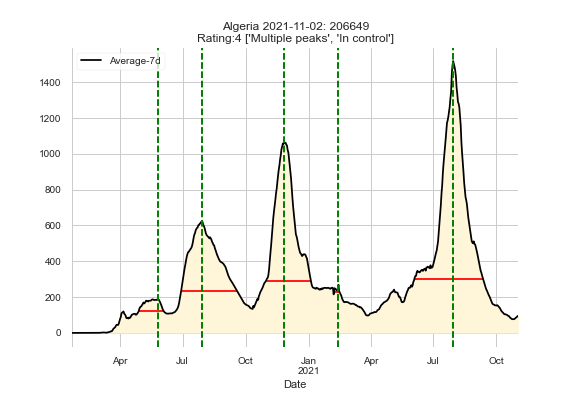 Algeria 2021-11-02: 206649
Rating:4 ['Multiple peaks', 'In control']
Average-7d
1400
1200
1000
800
600
400
200
0
Apr Jul Oct Jan Apr Jul Oct
2021
Date